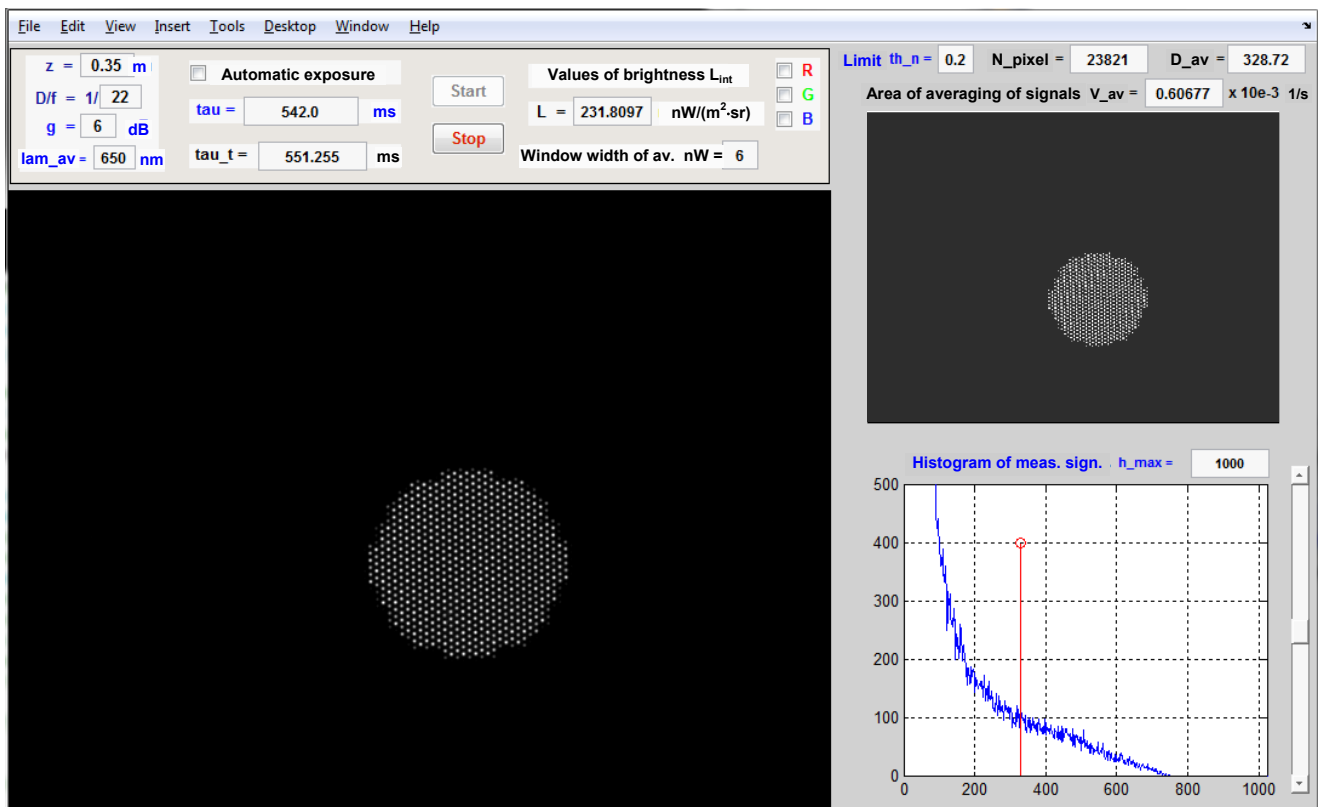 File Edit View Insert Tools Desktop Window Help
z = 0.35 m
D/f = 1/ 22
g = 6 dB
lam_av = 650 nm
Automatic exposure
tau = 542.0 ms
tau_t = 551.255 ms
Start
Stop
Values of brightness Lint
L = 231.8097 nW/(m²·sr)
Window width of av. nW = 6
R
G
B
Limit th_n = 0.2 N_pixel = 23821 D_av = 328.72
Area of averaging of signals V_av = 0.60677 x 10e-3 1/s
Histogram of meas. sign. h_max = 1000
500
400
300
200
100
0
0 200 400 600 800 1000